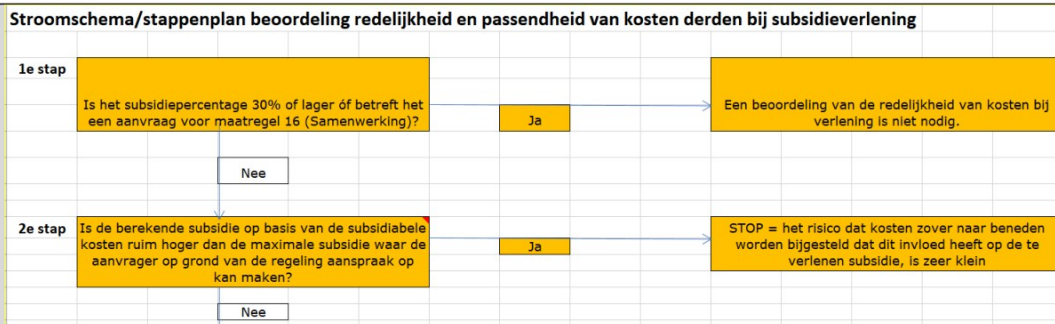 Stroomschema/stappenplan beoordeling redelijkheid en passendheid van kosten derden bij subsidieverlening
1e stap
Is het subsidiepercentage 30% of lager óf betreft het
een aanvraag voor maatregel 16 (Samenwerking)?
Ja
Een beoordeling van de redelijkheid van kosten bij
verlening is niet nodig.
Nee
2e stap
Is de berekende subsidie op basis van de subsidiabele
kosten ruim hoger dan de maximale subsidie waar de
aanvrager op grond van de regeling aanspraak op
kan maken?
Ja
STOP = het risico dat kosten zover naar beneden
worden bijgesteld dat dit invloed heeft op de te
verlenen subsidie, is zeer klein
Nee